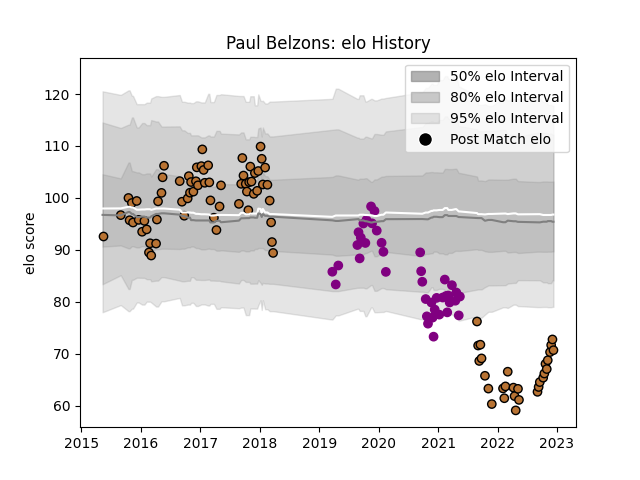 Paul Belzons: elo History
50% elo Interval
80% elo Interval
95% elo Interval
Post Match elo
elo score
120
110
100
90
80
70
60
2015 2016 2017 2018 2019 2020 2021 2022 2023